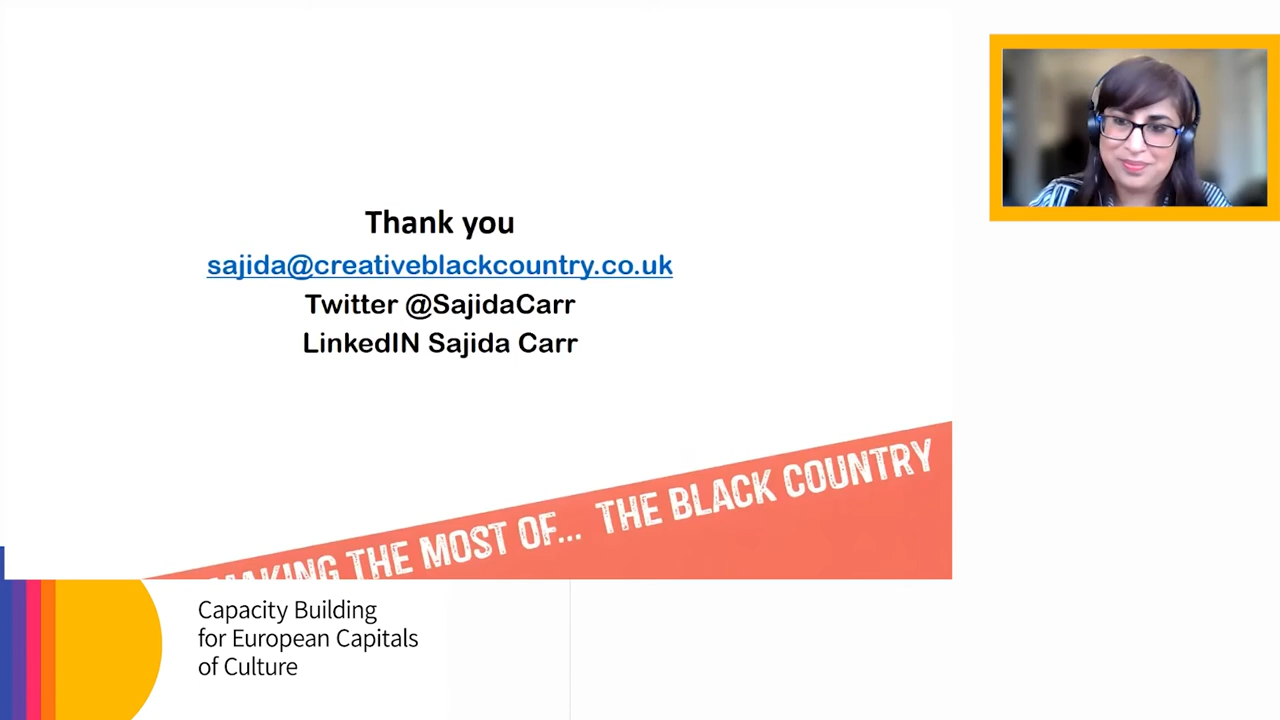 Thank you
sajida@creativeblackcountry.co.uk
Twitter @SajidaCarr
LinkedIN Sajida Carr
MAKING THE MOST OF... THE BLACK COUNTRY
Capacity Building
for European Capitals
of Culture